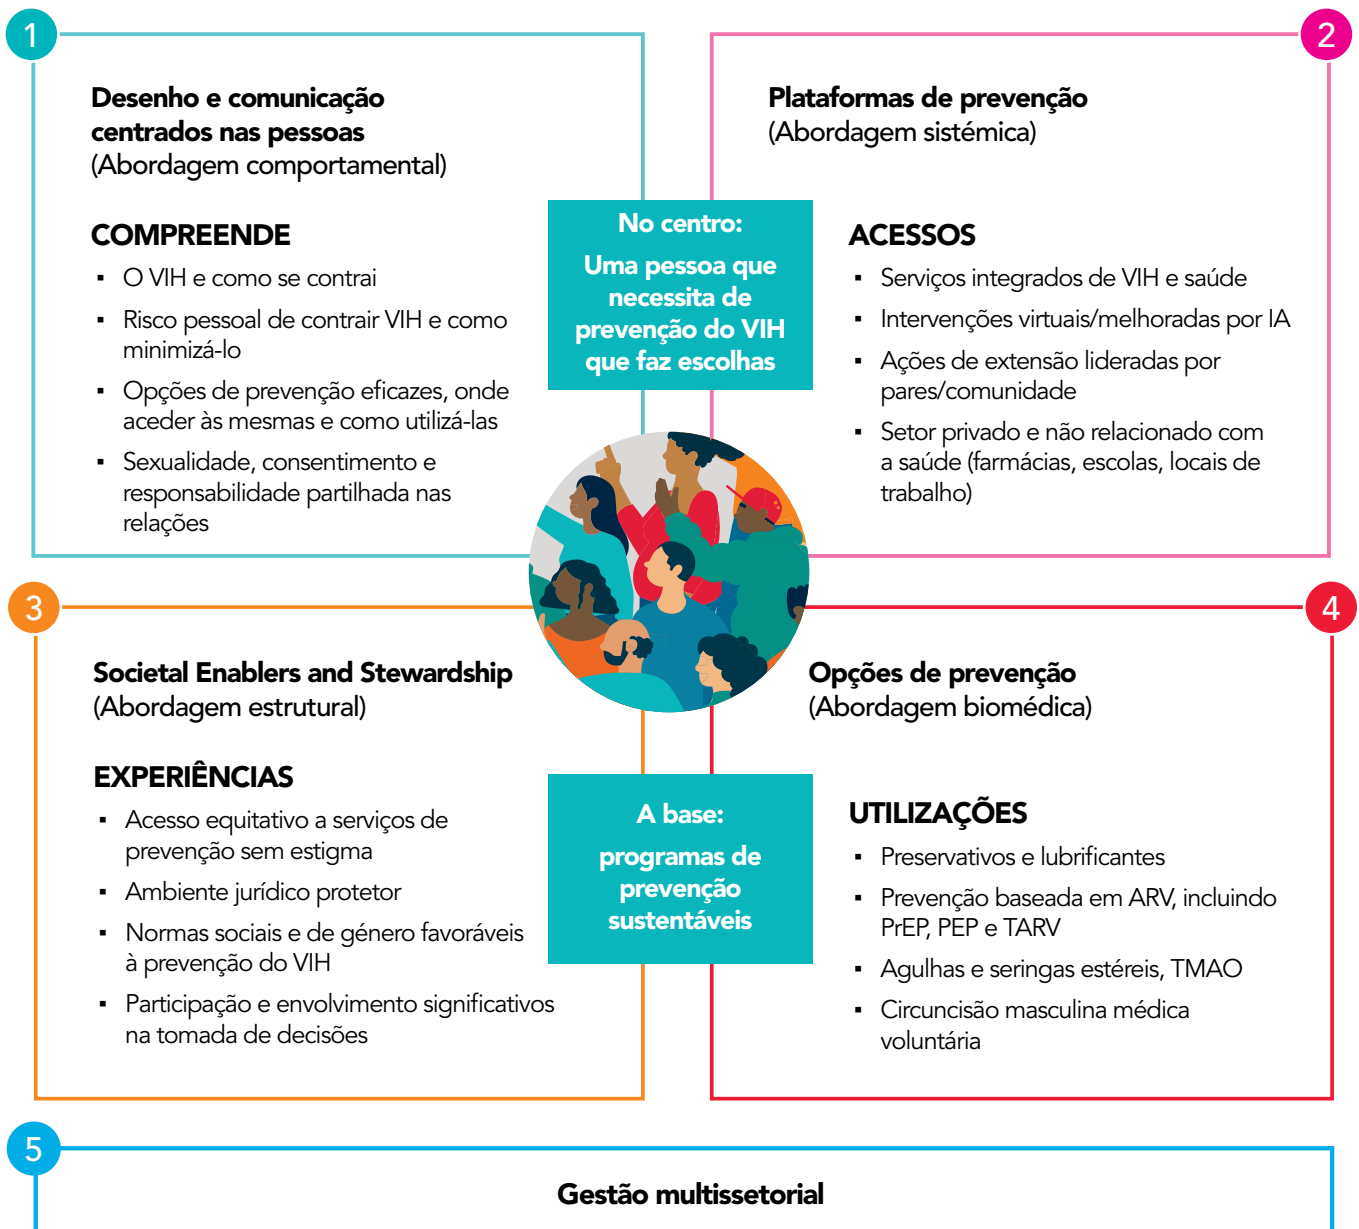 1
Desenho e comunicação
centrados nas pessoas
(Abordagem comportamental)
COMPREENDE
▪ O VIH e como se contrai
▪ Risco pessoal de contrair VIH e como
minimizá-lo
▪ Opções de prevenção eficazes, onde
aceder às mesmas e como utilizá-las
▪ Sexualidade, consentimento e
responsabilidade partilhada nas
relações
2
Plataformas de prevenção
(Abordagem sistémica)
ACESSOS
▪ Serviços integrados de VIH e saúde
▪ Intervenções virtuais/melhoradas por IA
▪ Ações de extensão lideradas por
pares/comunidade
▪ Setor privado e não relacionado com
a saúde (farmácias, escolas, locais de
trabalho)
No centro:
Uma pessoa que
necessita de
prevenção do VIH
que faz escolhas
3
Societal Enablers and Stewardship
(Abordagem estrutural)
EXPERIÊNCIAS
▪ Acesso equitativo a serviços de
prevenção sem estigma
▪ Ambiente jurídico protetor
▪ Normas sociais e de género favoráveis
à prevenção do VIH
▪ Participação e envolvimento significativos
na tomada de decisões
4
Opções de prevenção
(Abordagem biomédica)
UTILIZAÇÕES
▪ Preservativos e lubrificantes
▪ Prevenção baseada em ARV, incluindo
PrEP, PEP e TARV
▪ Agulhas e seringas estéreis, TMAO
▪ Circuncisão masculina médica
voluntária
A base:
programas de
prevenção
sustentáveis
5
Gestão multissetorial